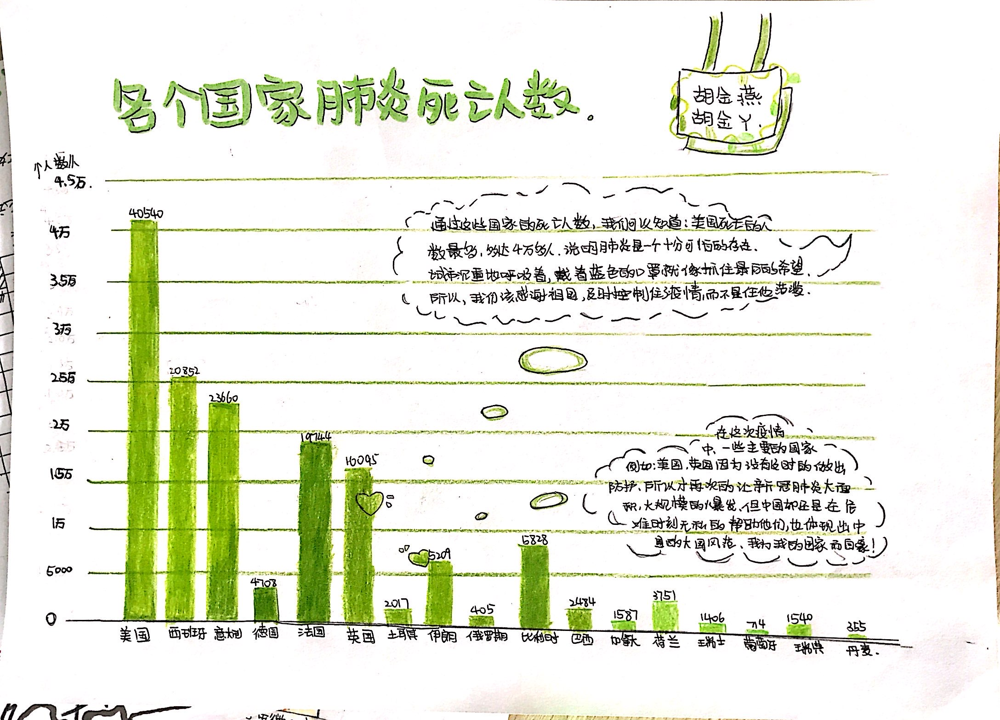 各个国家肺炎死亡人数.
胡金燕
胡金丫.
个人数/个
4.5万.
4万
3.5万
3万
2.5万
2万
1.5万
1万
5000
0
40540
20852
23660
4708
19744
16095
2017
5209
405
5828
2484
1587
3751
1406
714
1540
355
美国 西班牙 意大利 德国 法国 英国 土耳其 伊朗 俄罗斯 比利时 巴西 加拿大 荷兰 瑞士 葡萄牙 瑞典 丹麦.
通过这些国家的死亡人数,我们可以知道:美国死亡的人
数最多,多达4万多人.说明肺炎是一个十分可怕的存在.
城市沉重地呼吸着,戴着蓝色的口罩就像抓住最后的希望.
所以,我们该感谢祖国,及时控制住了疫情,而不是任他泛滥.
在这次疫情
中、一些主要的国家
例如:美国,英国因为没有及时的做出
防护、所以才再次的让新冠肺炎大面
积,大规模的爆发、但中国却还是在危
难时刻无私的帮助他们,也体现出中
国的大国风范、我为我的国家而自豪!